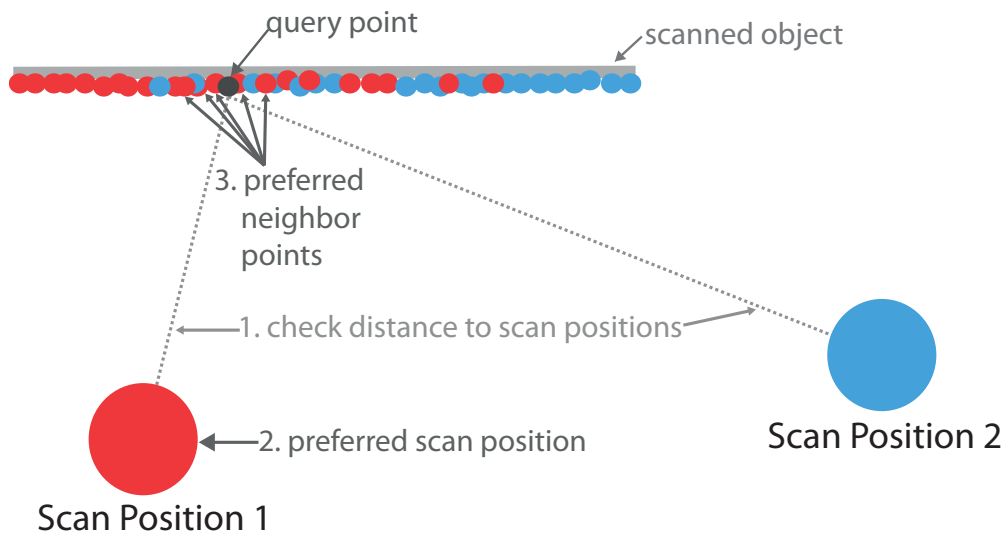 query point
scanned object
3. preferred
neighbor
points
1. check distance to scan positions
2. preferred scan position
Scan Position 2
Scan Position 1